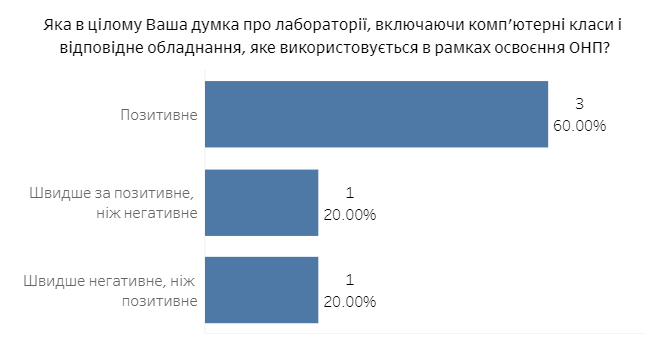 Яка в цілому Ваша думка про лабораторії, включаючи комп’ютерні класи і
відповідне обладнання, яке використовується в рамках освоєння ОНП?
Позитивне
3
60.00%
Швидше за позитивне,
ніж негативне
1
20.00%
Швидше негативне, ніж
позитивне
1
20.00%